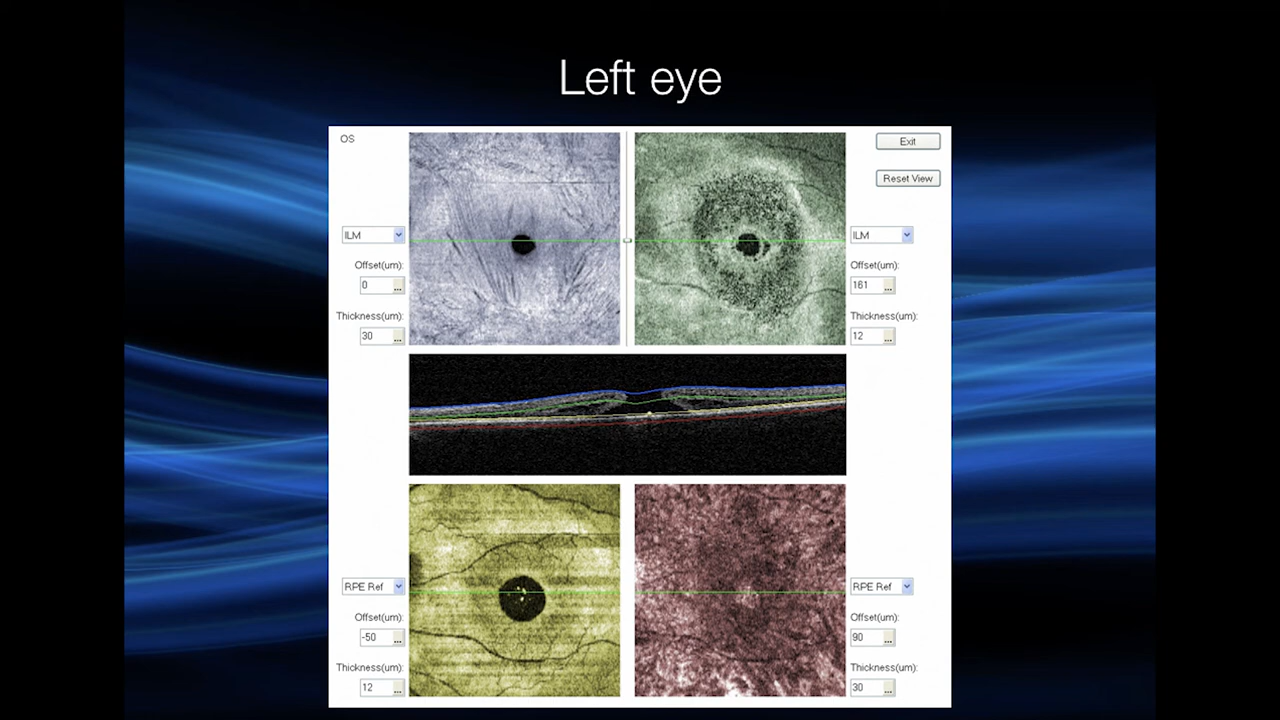 Left eye
OS
Exit
Reset View
ILM
Offset(um):
0
...
Thickness(um):
30
...
ILM
Offset(um):
161
...
Thickness(um):
12
...
RPE Ref
Offset(um):
-50
...
Thickness(um):
12
...
RPE Ref
Offset(um):
90
...
Thickness(um):
30
...